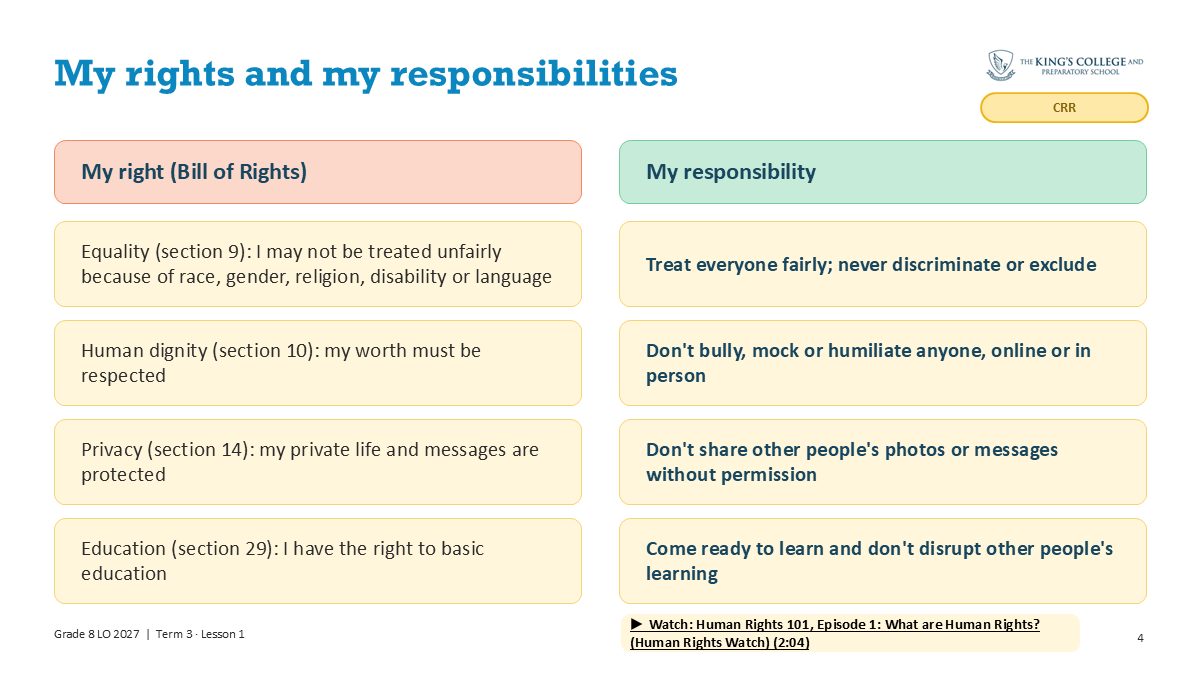 My rights and my responsibilities
THE KING'S COLLEGE AND
PREPARATORY SCHOOL
CRR
My right (Bill of Rights)
My responsibility
Equality (section 9): I may not be treated unfairly
because of race, gender, religion, disability or language
Treat everyone fairly; never discriminate or exclude
Human dignity (section 10): my worth must be
respected
Don't bully, mock or humiliate anyone, online or in
person
Privacy (section 14): my private life and messages are
protected
Don't share other people's photos or messages
without permission
Education (section 29): I have the right to basic
education
Come ready to learn and don't disrupt other people's
learning
Grade 8 LO 2027 | Term 3 · Lesson 1
▶ Watch: Human Rights 101, Episode 1: What are Human Rights?
(Human Rights Watch) (2:04)
4